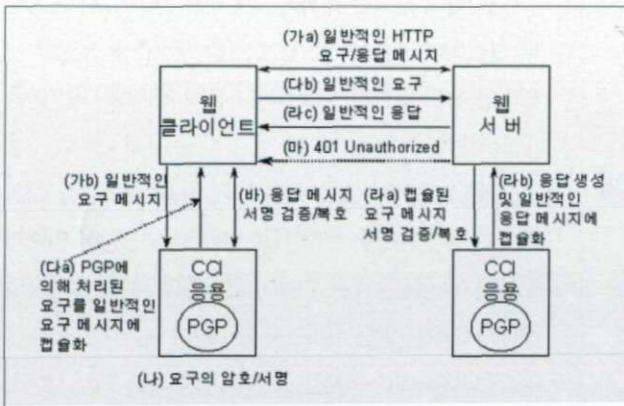 (가a) 일반적인 HTTP
요구/응답 메시지
(다b) 일반적인 요구
(라c) 일반적인 응답
(마) 401 Unauthorized
웹
클라이언트
웹
서 버
(가b) 일반적인
요구 메시지
(바) 응답 메시지
서명 검증/복호
(라a) 캡슐된
요구 메시지
서명 검증/복호
(라b) 응답 생성
및 일반적인
응답 메시지에
캡슐화
(다a) PGP에
의해 처리된
요구를 일반적인
요구 메시지에
캡슐화
ca
응용
PGP
ca
응용
PGP
(나) 요구의 암호/서명